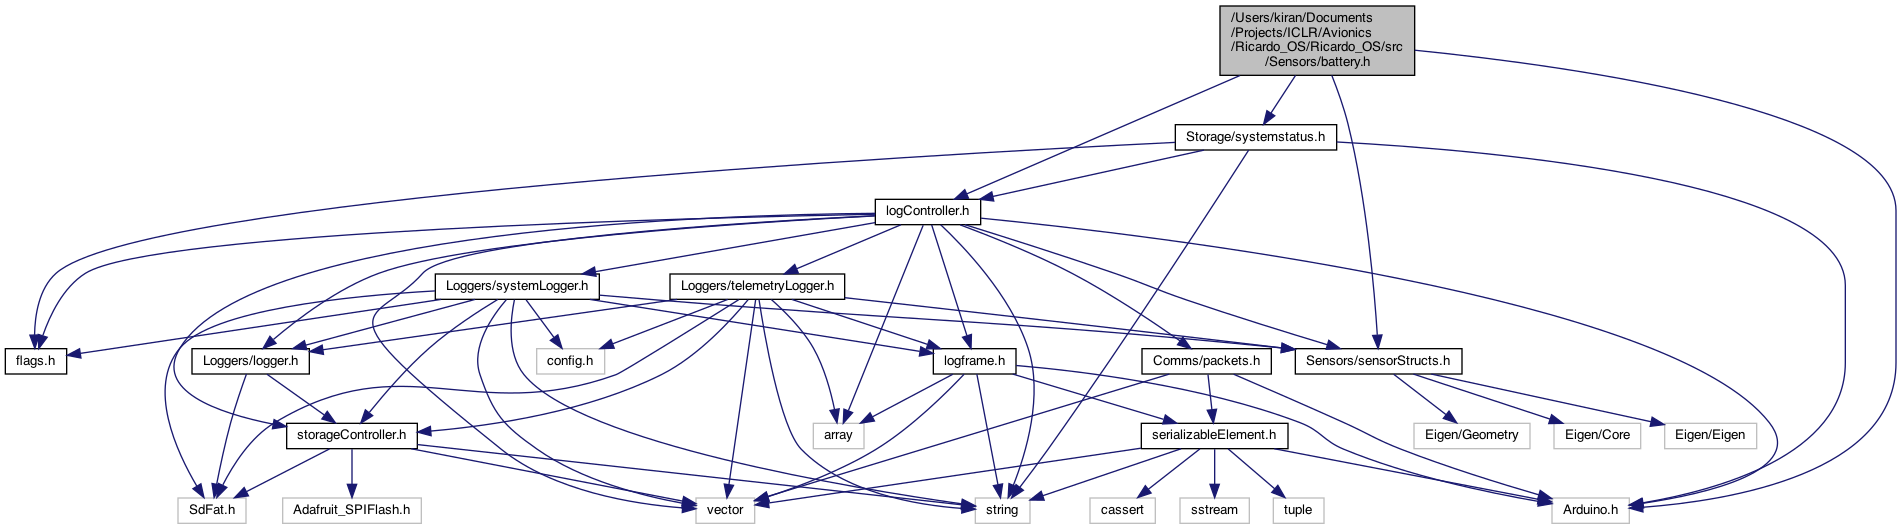 /Users/kiran/Documents
/Projects/ICLR/Avionics
/Ricardo_OS/Ricardo_OS/src
/Sensors/battery.h
Storage/systemstatus.h
logController.h
Loggers/systemLogger.h
Loggers/telemetryLogger.h
flags.h
Loggers/logger.h
config.h
logframe.h
Comms/packets.h
Sensors/sensorStructs.h
storageController.h
array
serializableElement.h
Eigen/Geometry
Eigen/Core
Eigen/Eigen
SdFat.h
Adafruit_SPIFlash.h
vector
string
cassert
sstream
tuple
Arduino.h